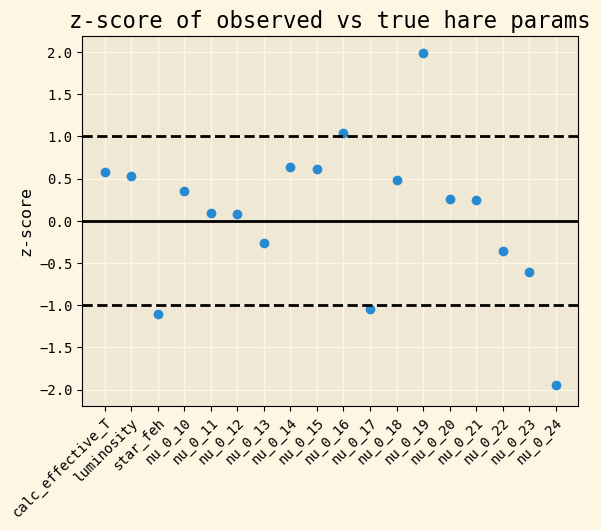 z-score of observed vs true hare params
z-score
2.0
1.5
1.0
0.5
0.0
−0.5
−1.0
−1.5
−2.0
calc_effective_T
luminosity
star_feh
nu_0_10
nu_0_11
nu_0_12
nu_0_13
nu_0_14
nu_0_15
nu_0_16
nu_0_17
nu_0_18
nu_0_19
nu_0_20
nu_0_21
nu_0_22
nu_0_23
nu_0_24